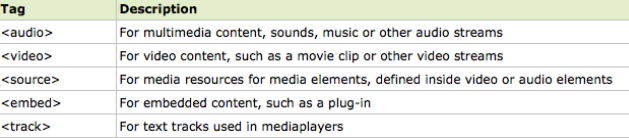 Tag Description
<audio> For multimedia content, sounds, music or other audio streams
<video> For video content, such as a movie clip or other video streams
<source> For media resources for media elements, defined inside video or audio elements
<embed> For embedded content, such as a plug-in
<track> For text tracks used in mediaplayers